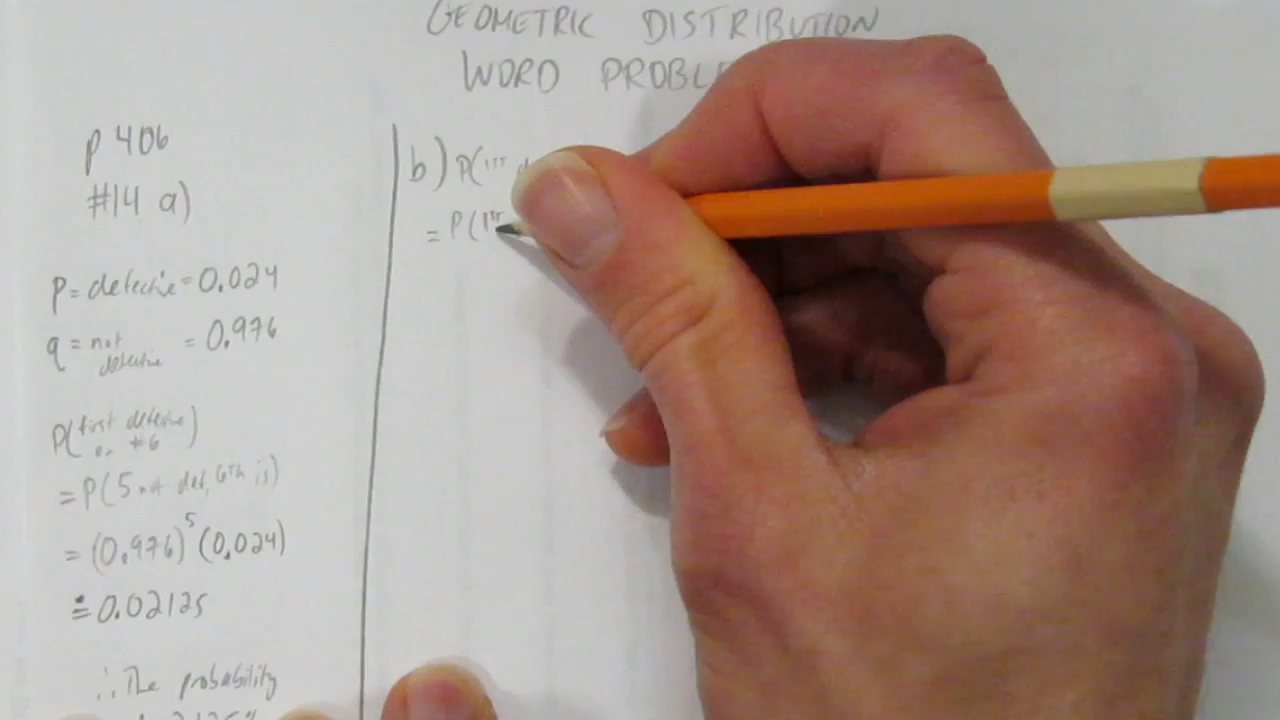 GEOMETRIC DISTRIBUTION
WORD
p 406
#14 a)
p = defective = 0.024
q = not defective = 0.976
P(first defective on #6)
= P(5 not def, 6th is)
= (0.976)^5 (0.024)
≐ 0.02125
∴ The probability
b) P(1ST
= P(1st